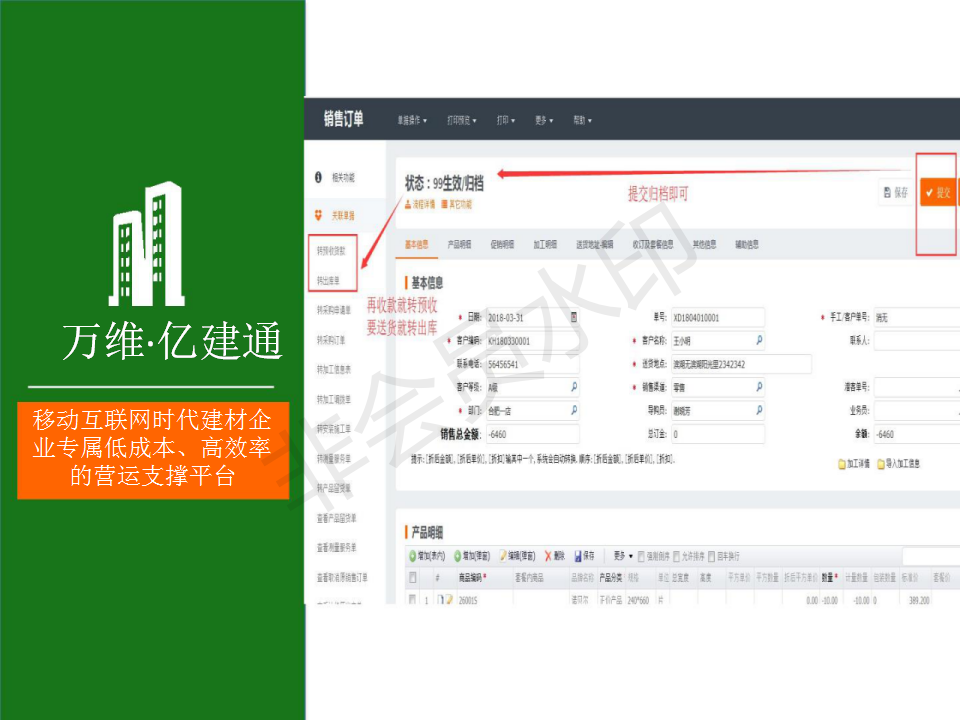 万维·亿建通
移动互联网时代建材企
业专属低成本、高效率
的营运支撑平台
销售订单 单据操作 打印预览 打印 更多 帮助
相关功能
关联单据
转预收货款
转出库单
转采购申请单
转采购订单
转加工信息表
转加工调拨单
转安装施工单
转测量服务单
转产品留货单
查看产品留货单
查看测量服务单
查看取消原销售订单
状态：99生效/归档
流程详情 其它功能
提交归档即可
保存 提交
再收款就转预收
要送货就转出库
基本信息 产品明细 促销明细 加工明细 送货地址-编辑 收订及套餐信息 其他信息 辅助信息
基本信息
* 日期: 2018-03-31 单号: XD1804010001 * 手工/客户单号: 消无
* 客户编码: KH180330001 * 客户名称: 王小明 联系人:
联系电话: 56456541 * 送货地点: 滨湖无滨湖阳光里2342342
客户等级: A级 * 销售渠道: 零售 潜客单号:
* 部门: 合肥一店 导购员: 谢晓芳 业务员:
销售总金额: -6460 总订金: 0 余额: -6460
提示: [折后金额], [折后单价], [折扣] 输其中一个, 系统会自动转换. 顺序: [折后金额], [折后单价], [折扣].
加工详情 导入加工信息
产品明细
增加(表内) 增加(弹窗) 编辑(弹窗) 删除 保存 更多 强制倒序 允许排序 回车换行
# 商品编码* 套餐内商品 品牌名称 产品分类 规格 单位 总宽度 高度 平方单价 平方数量 折后平方单价 数量* 计量数量 包装数量 标准价 套餐价
1 260015 诺贝尔 正价产品 240*660 片 0.00 -10.00 -10.00 0 389.200
非会员水印